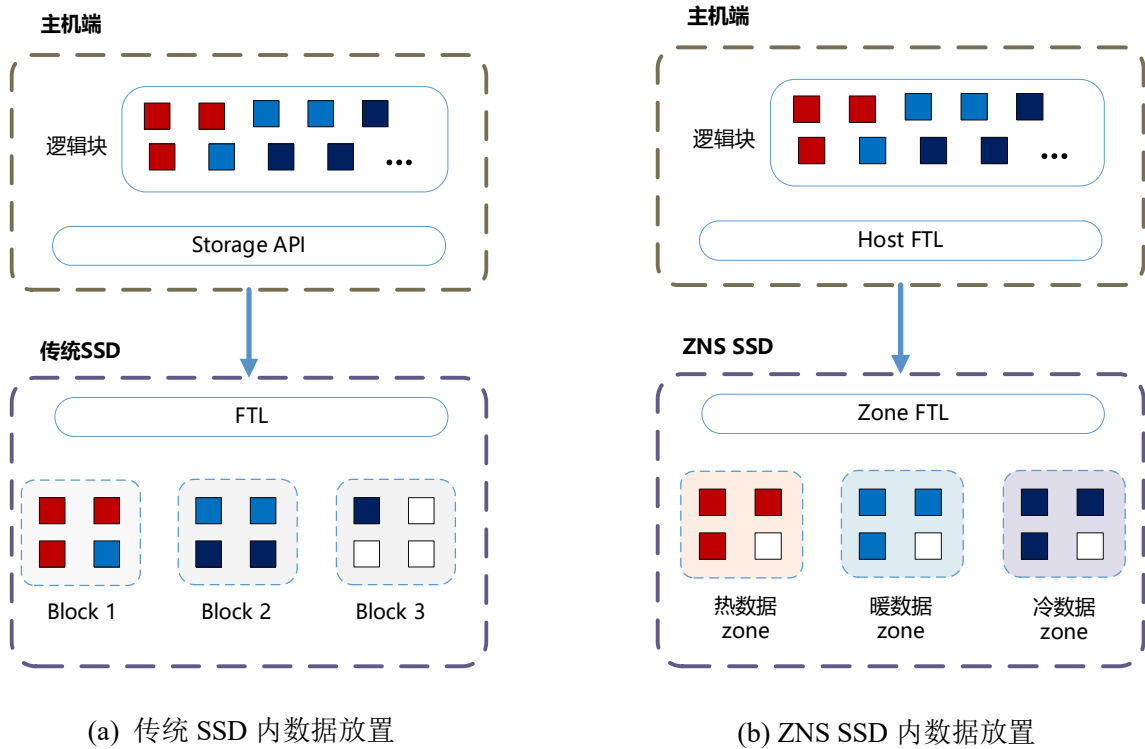 主机端
逻辑块
...
Storage API
传统SSD
FTL
Block 1
Block 2
Block 3
(a) 传统 SSD 内数据放置
主机端
逻辑块
...
Host FTL
ZNS SSD
Zone FTL
热数据
zone
暖数据
zone
冷数据
zone
(b) ZNS SSD 内数据放置